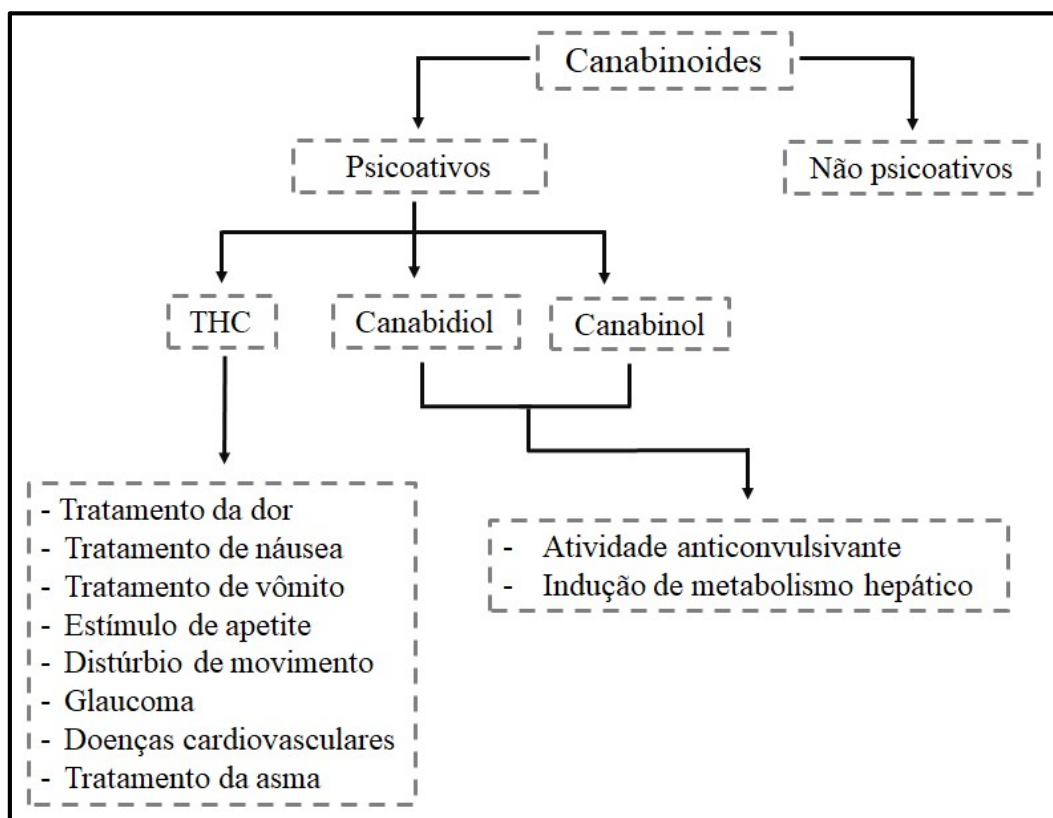 Canabinoides
Psicoativos
Não psicoativos
THC
Canabidiol
Canabinol
- Tratamento da dor
- Tratamento de náusea
- Tratamento de vômito
- Estímulo de apetite
- Distúrbio de movimento
- Glaucoma
- Doenças cardiovasculares
- Tratamento da asma
- Atividade anticonvulsivante
- Indução de metabolismo hepático